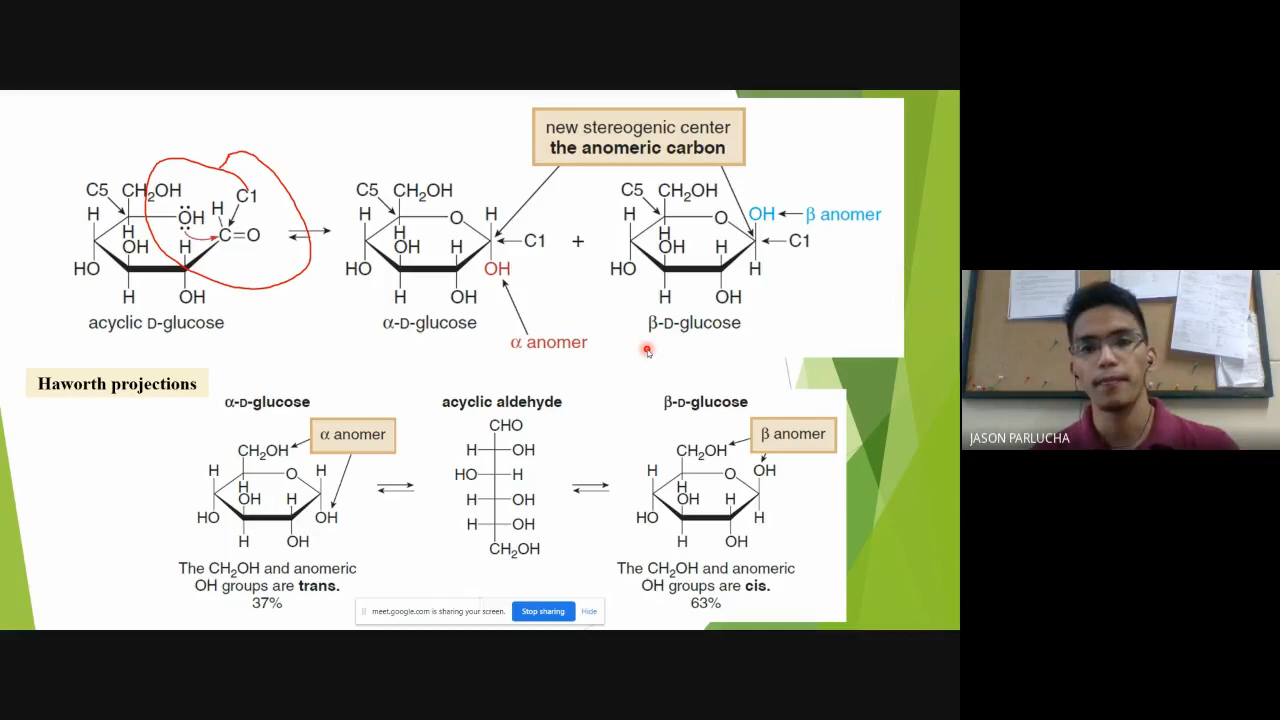 new stereogenic center
the anomeric carbon
C5 CH2OH
H
C1
H
OH
C=O
H
OH
H
HO
H
OH
acyclic D-glucose
C5 CH2OH
H
O
H
H
OH
H
C1
HO
OH
H
OH
α-D-glucose
α anomer
+
C5 CH2OH
H
O
OH
β anomer
H
OH
H
C1
HO
H
H
OH
β-D-glucose
Haworth projections
α-D-glucose
α anomer
CH2OH
H
O
H
H
OH
H
HO
OH
H
OH
The CH2OH and anomeric
OH groups are trans.
37%
acyclic aldehyde
CHO
H OH
HO H
H OH
H OH
CH2OH
β-D-glucose
β anomer
CH2OH
H
O
OH
H
OH
H
HO
H
H
OH
The CH2OH and anomeric
OH groups are cis.
63%
meet.google.com is sharing your screen. Stop sharing Hide
JASON PARLUCHA